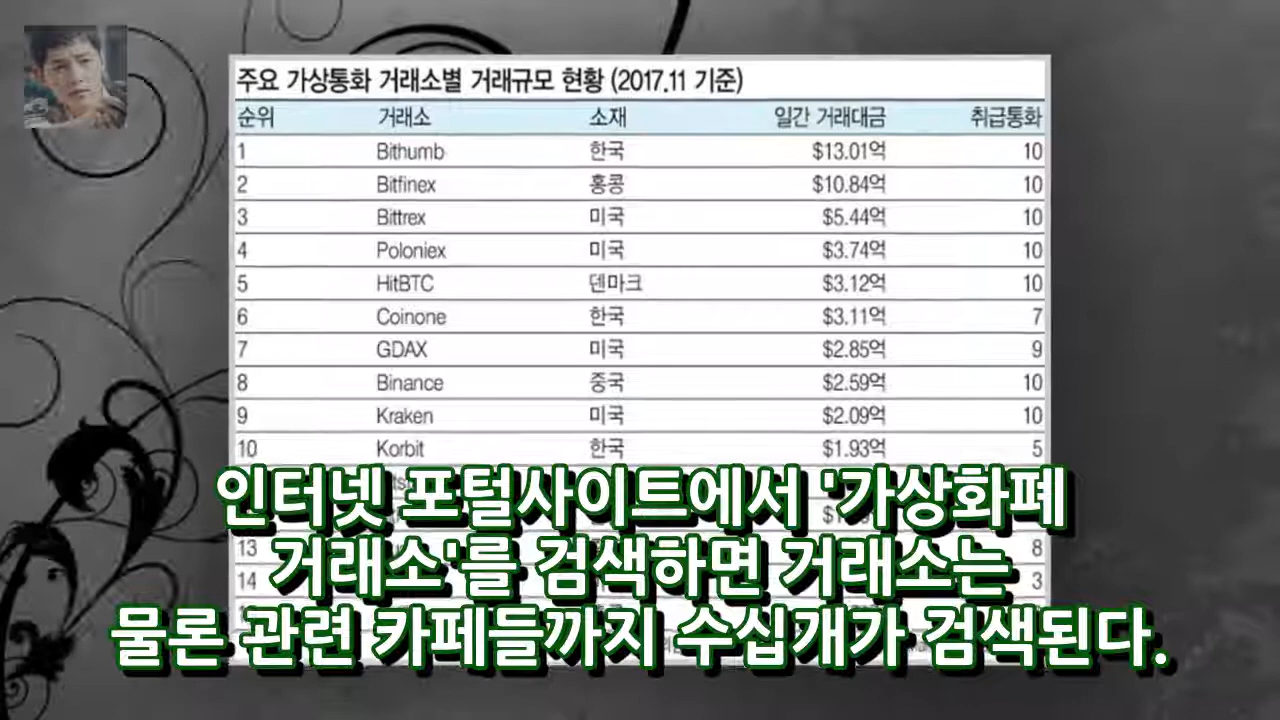 주요 가상통화 거래소별 거래규모 현황 (2017.11 기준)
순위 거래소 소재 일간 거래대금 취급통화
1 Bithumb 한국 $13.01억 10
2 Bitfinex 홍콩 $10.84억 10
3 Bittrex 미국 $5.44억 10
4 Poloniex 미국 $3.74억 10
5 HitBTC 덴마크 $3.12억 10
6 Coinone 한국 $3.11억 7
7 GDAX 미국 $2.85억 9
8 Binance 중국 $2.59억 10
9 Kraken 미국 $2.09억 10
10 Korbit 한국 $1.93억 5
13 8
14 3
인터넷 포털사이트에서 '가상화폐
거래소'를 검색하면 거래소는
물론 관련 카페들까지 수십개가 검색된다.